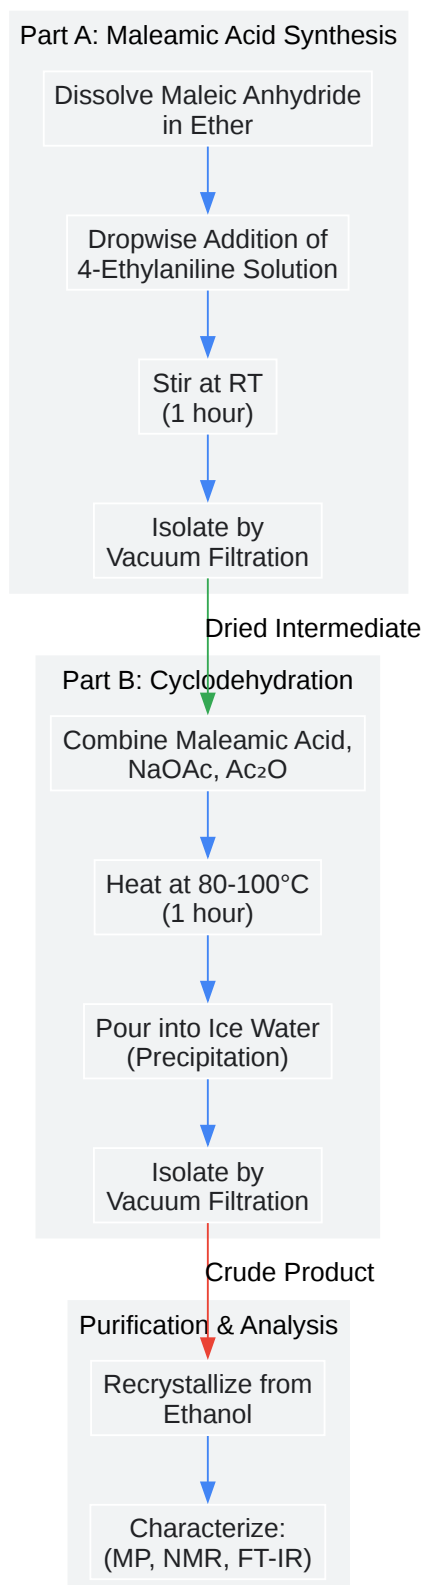 Part A: Maleamic Acid Synthesis
Dissolve Maleic Anhydride
in Ether
Dropwise Addition of
4-Ethylaniline Solution
Stir at RT
(1 hour)
Isolate by
Vacuum Filtration
Dried Intermediate
Part B: Cyclodehydration
Combine Maleamic Acid,
NaOAc, Ac₂O
Heat at 80-100°C
(1 hour)
Pour into Ice Water
(Precipitation)
Isolate by
Vacuum Filtration
Crude Product
Purification & Analysis
Recrystallize from
Ethanol
Characterize:
(MP, NMR, FT-IR)